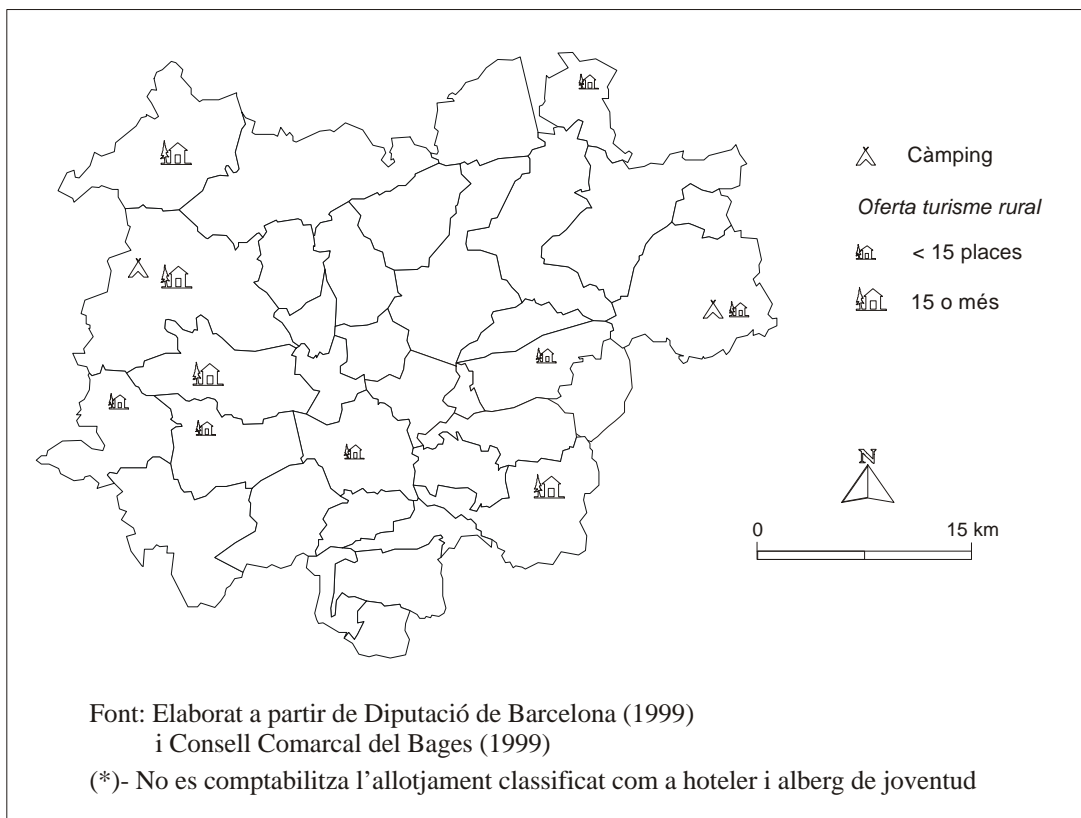 Càmping
Oferta turisme rural
< 15 places
15 o més
N
0 15 km
Font: Elaborat a partir de Diputació de Barcelona (1999)
i Consell Comarcal del Bages (1999)
(*)- No es comptabilitza l’allotjament classificat com a hoteler i alberg de joventud